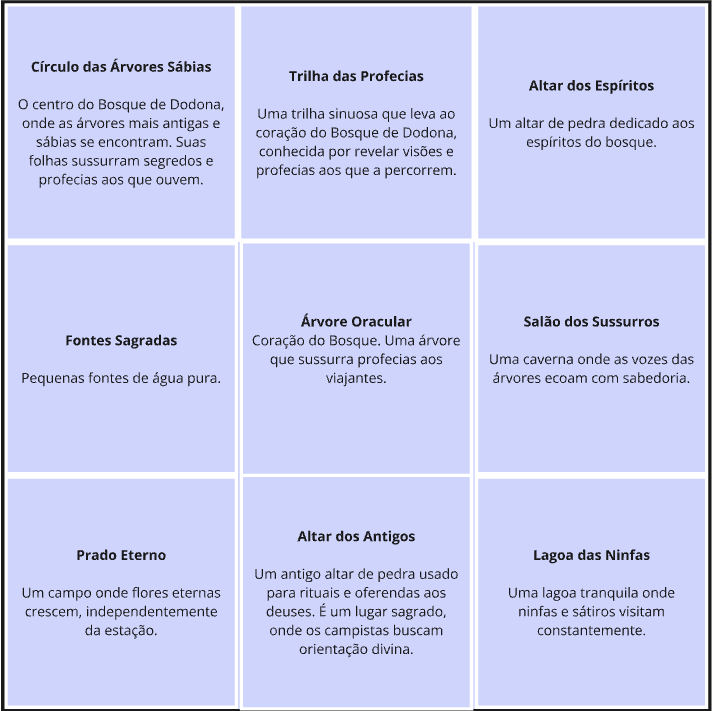 Círculo das Árvores Sábias
O centro do Bosque de Dodona,
onde as árvores mais antigas e
sábias se encontram. Suas
folhas sussurram segredos e
profecias aos que ouvem.
Trilha das Profecias
Uma trilha sinuosa que leva ao
coração do Bosque de Dodona,
conhecida por revelar visões e
profecias aos que a percorrem.
Altar dos Espíritos
Um altar de pedra dedicado aos
espíritos do bosque.
Fontes Sagradas
Pequenas fontes de água pura.
Árvore Oracular
Coração do Bosque. Uma árvore
que sussurra profecias aos
viajantes.
Salão dos Sussurros
Uma caverna onde as vozes das
árvores ecoam com sabedoria.
Prado Eterno
Um campo onde flores eternas
crescem, independentemente
da estação.
Altar dos Antigos
Um antigo altar de pedra usado
para rituais e oferendas aos
deuses. É um lugar sagrado,
onde os campistas buscam
orientação divina.
Lagoa das Ninfas
Uma lagoa tranquila onde
ninfas e sátiros visitam
constantemente.